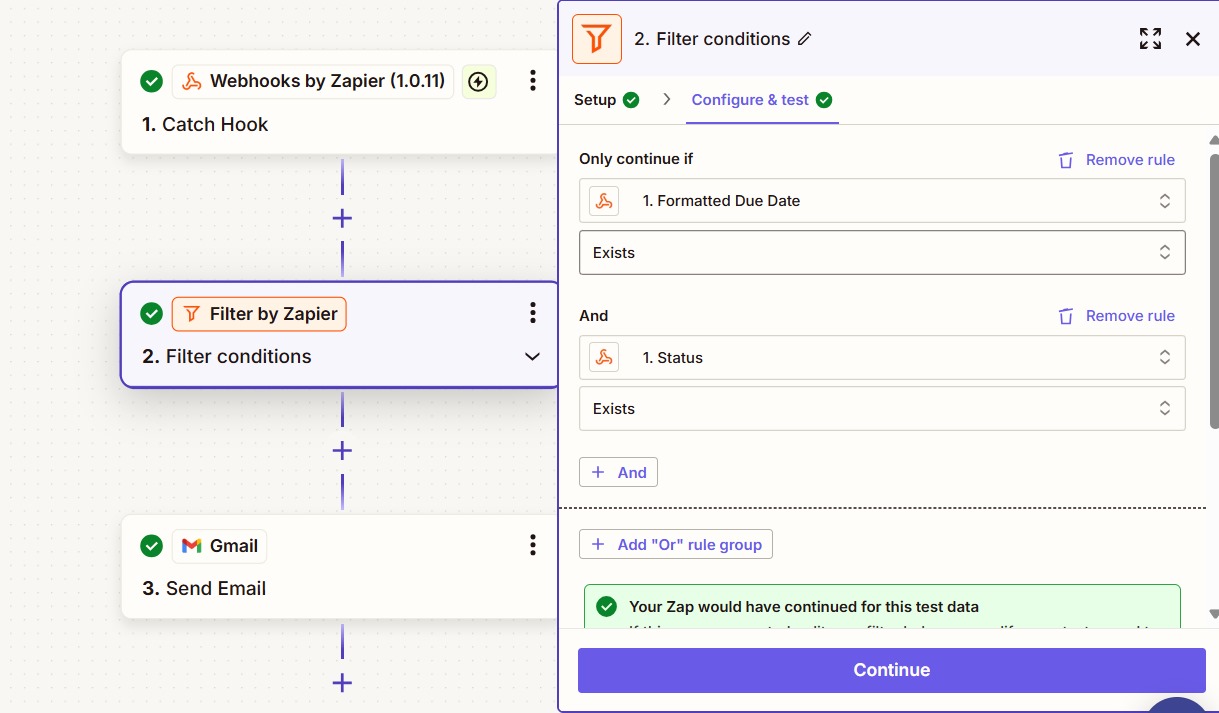 Webhooks by Zapier (1.0.11)
1. Catch Hook
Filter by Zapier
2. Filter conditions
Gmail
3. Send Email
2. Filter conditions
Setup
Configure & test
Only continue if
Remove rule
1. Formatted Due Date
Exists
And
Remove rule
1. Status
Exists
+ And
+ Add "Or" rule group
Your Zap would have continued for this test data
Continue